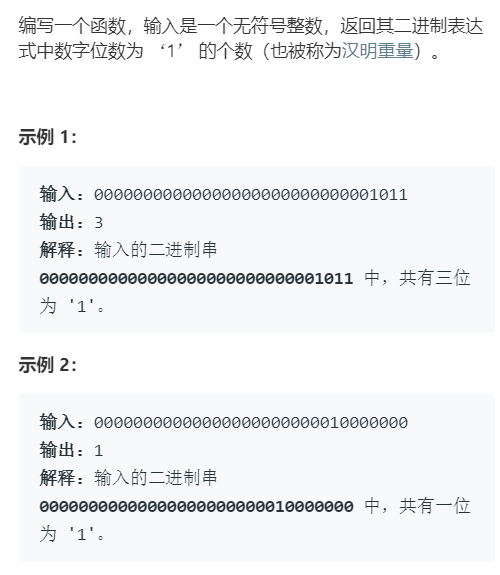 编写一个函数，输入是一个无符号整数，返回其二进制表达
式中数字位数为 ‘1’ 的个数（也被称为汉明重量）。
示例 1：
输入：00000000000000000000000000001011
输出：3
解释：输入的二进制串
00000000000000000000000000001011 中，共有三位
为 '1'。
示例 2：
输入：00000000000000000000000010000000
输出：1
解释：输入的二进制串
00000000000000000000000010000000 中，共有一位
为 '1'。